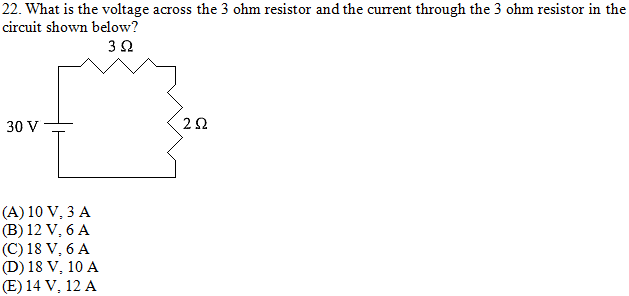 22. What is the voltage across the 3 ohm resistor and the current through the 3 ohm resistor in the
circuit shown below?
3 Ω
30 V
2 Ω
(A) 10 V, 3 A
(B) 12 V, 6 A
(C) 18 V, 6 A
(D) 18 V, 10 A
(E) 14 V, 12 A